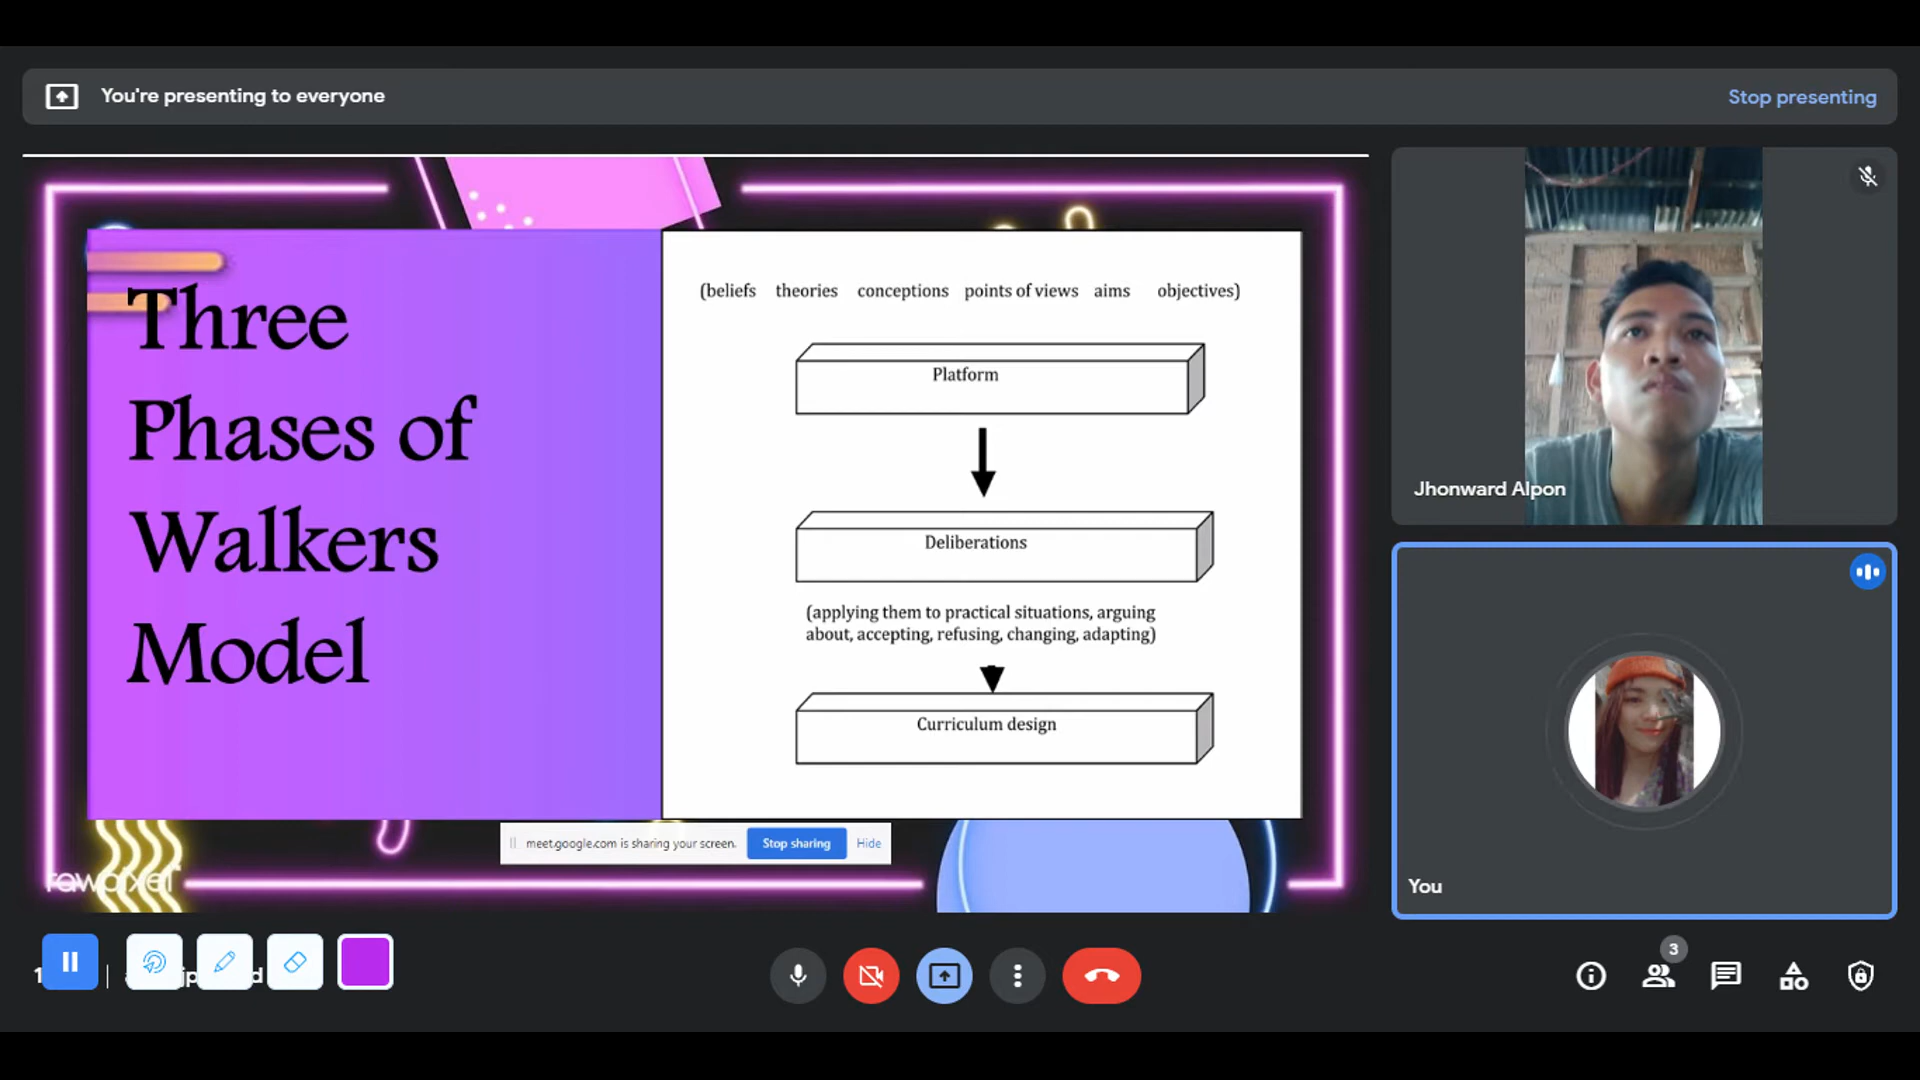 You're presenting to everyone
Stop presenting
Three
Phases of
Walkers
Model
(beliefs theories conceptions points of views aims objectives)
Platform
Deliberations
(applying them to practical situations, arguing
about, accepting, refusing, changing, adapting)
Curriculum design
meet.google.com is sharing your screen.
Stop sharing
Hide
rawpixel
Jhonward Alpon
You
3